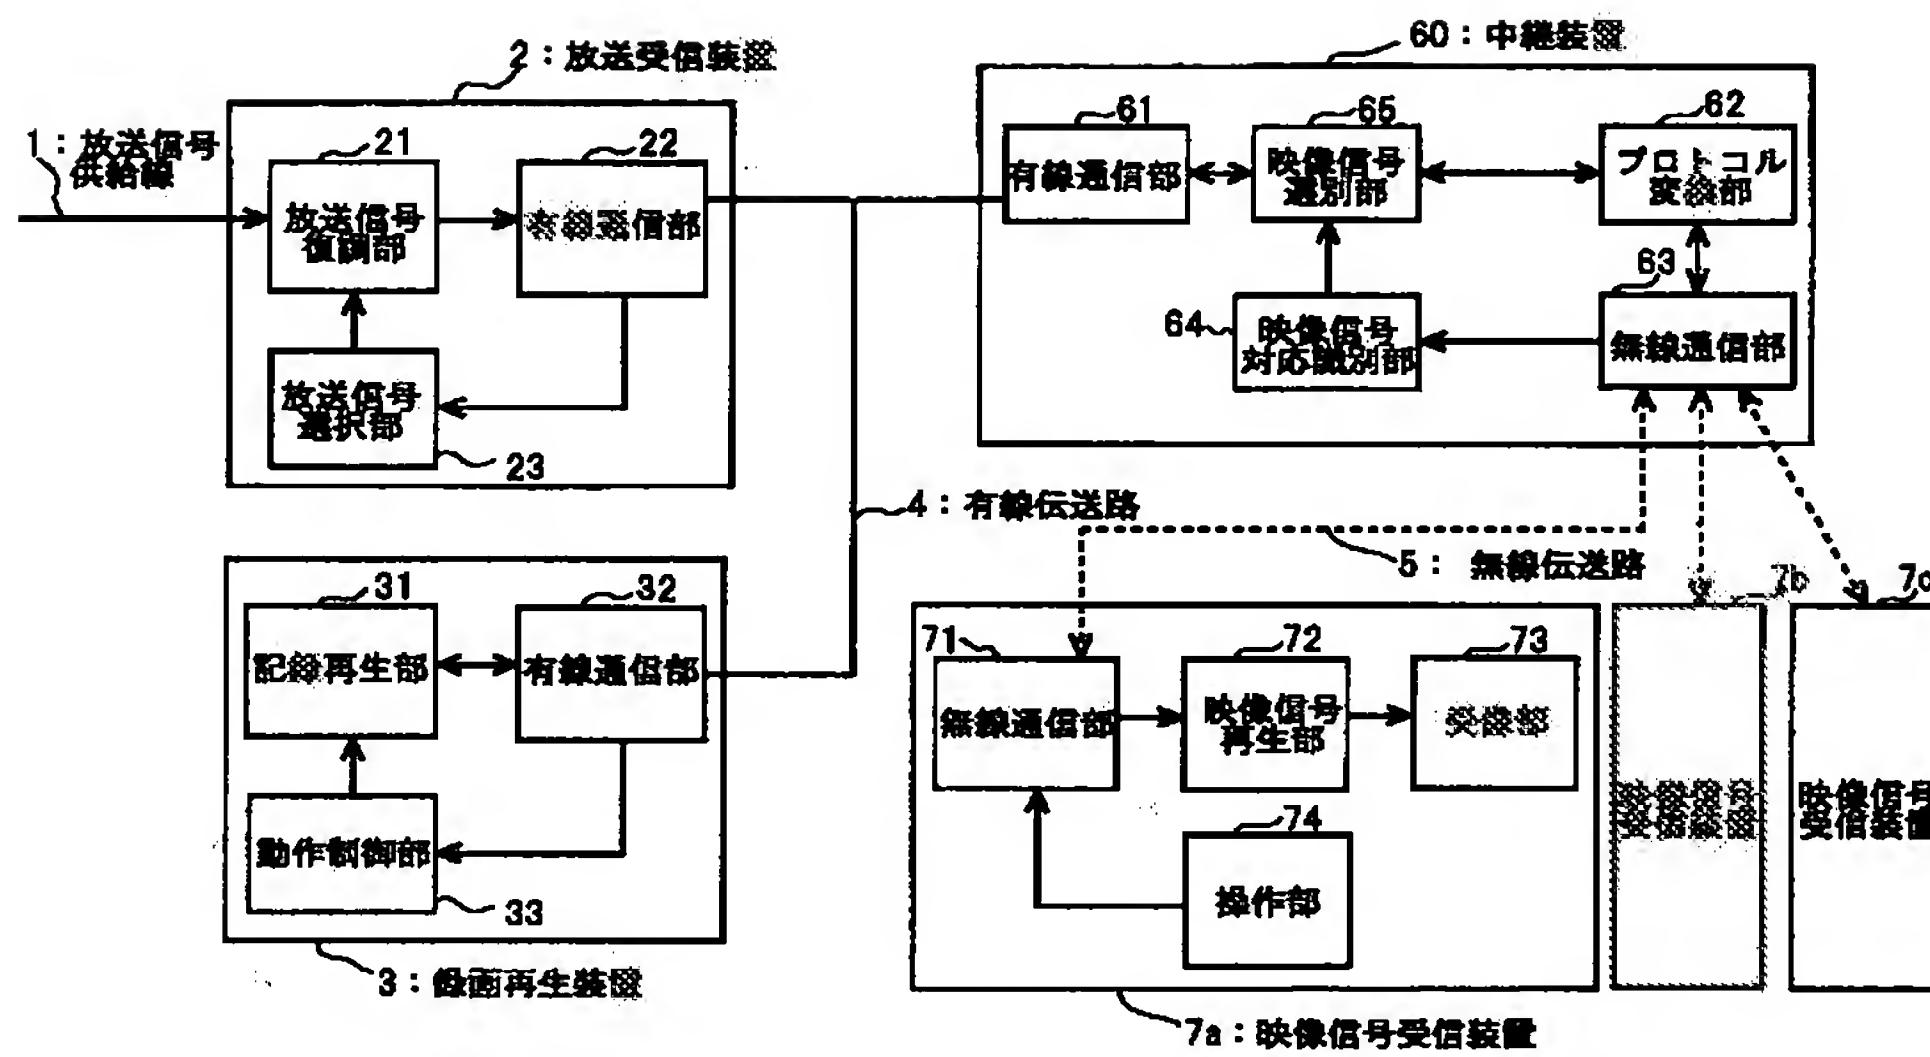 2：放送受信装置
60：中継装置
1：放送信号
供給線
21
22
放送信号
復調部
放送信号
選択部
23
61
65
62
有線通信部
映像信号
選別部
プロトコル
変換部
63
64
映像信号
対応識別部
無線通信部
4：有線伝送路
5：無線伝送路
31
32
記録再生部
有線通信部
動作制御部
33
3：録画再生装置
71
72
73
無線通信部
映像信号
再生部
74
操作部
7a：映像信号受信装置
7b
7c
映像信号
受信装置